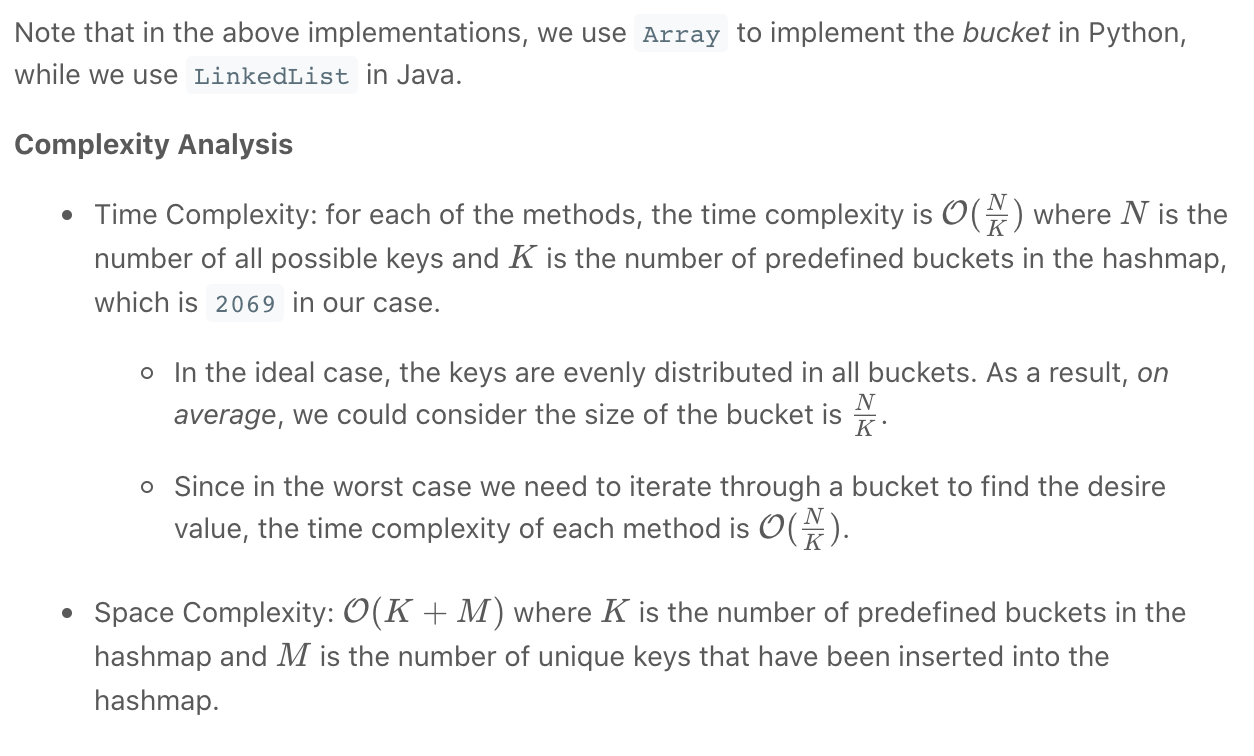 Note that in the above implementations, we use Array to implement the bucket in Python,
while we use LinkedList in Java.
Complexity Analysis
• Time Complexity: for each of the methods, the time complexity is O(N/K) where N is the
number of all possible keys and K is the number of predefined buckets in the hashmap,
which is 2069 in our case.
◦ In the ideal case, the keys are evenly distributed in all buckets. As a result, on
average, we could consider the size of the bucket is N/K.
◦ Since in the worst case we need to iterate through a bucket to find the desire
value, the time complexity of each method is O(N/K).
• Space Complexity: O(K + M) where K is the number of predefined buckets in the
hashmap and M is the number of unique keys that have been inserted into the
hashmap.